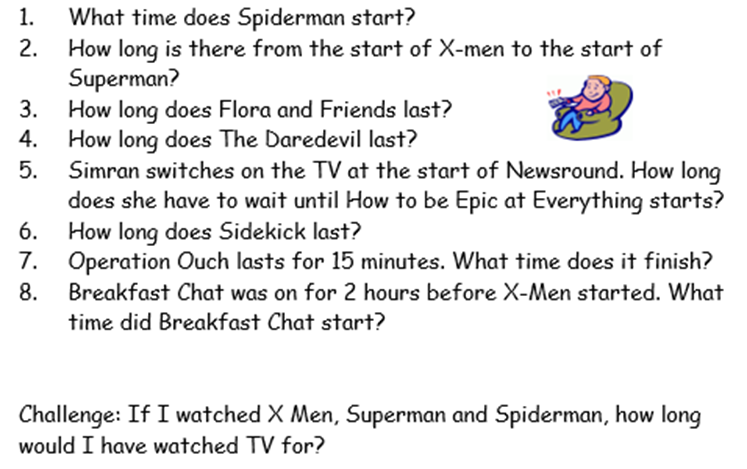 1. What time does Spiderman start?
2. How long is there from the start of X-men to the start of
Superman?
3. How long does Flora and Friends last?
4. How long does The Daredevil last?
5. Simran switches on the TV at the start of Newsround. How long
does she have to wait until How to be Epic at Everything starts?
6. How long does Sidekick last?
7. Operation Ouch lasts for 15 minutes. What time does it finish?
8. Breakfast Chat was on for 2 hours before X-Men started. What
time did Breakfast Chat start?
Challenge: If I watched X Men, Superman and Spiderman, how long
would I have watched TV for?